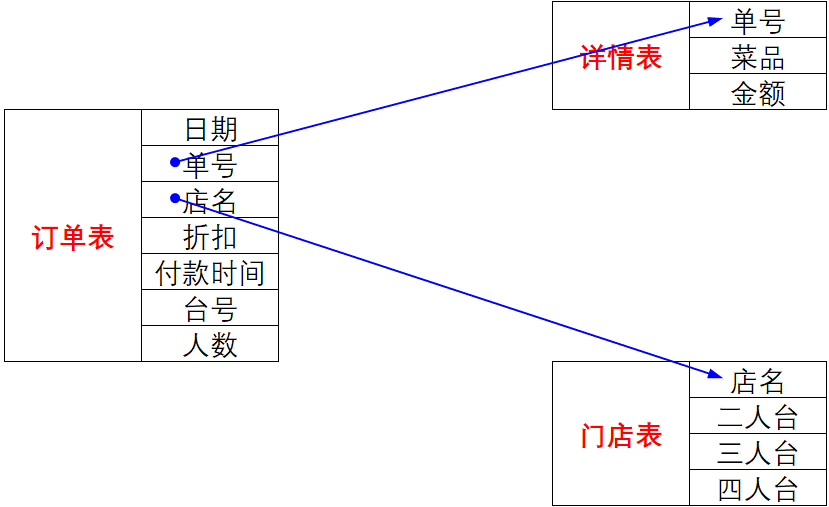 详情表
单号
菜品
金额
订单表
日期
单号
店名
折扣
付款时间
台号
人数
门店表
店名
二人台
三人台
四人台